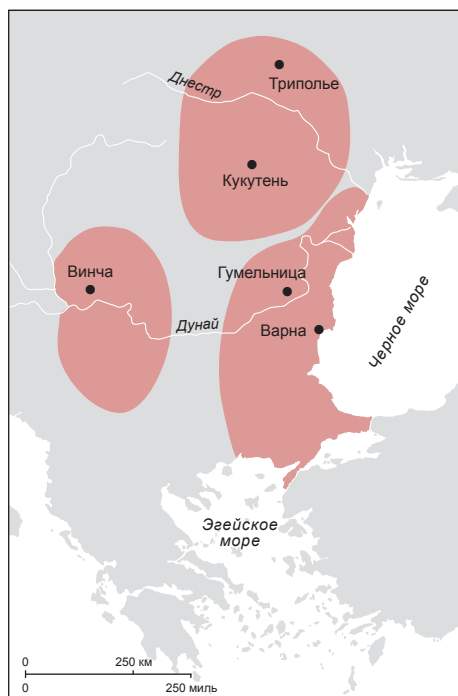 Триполье
Днестр
Кукутень
Винча
Гумельница
Дунай
Варна
Черное море
Эгейское
море
0 250 км
0 250 миль